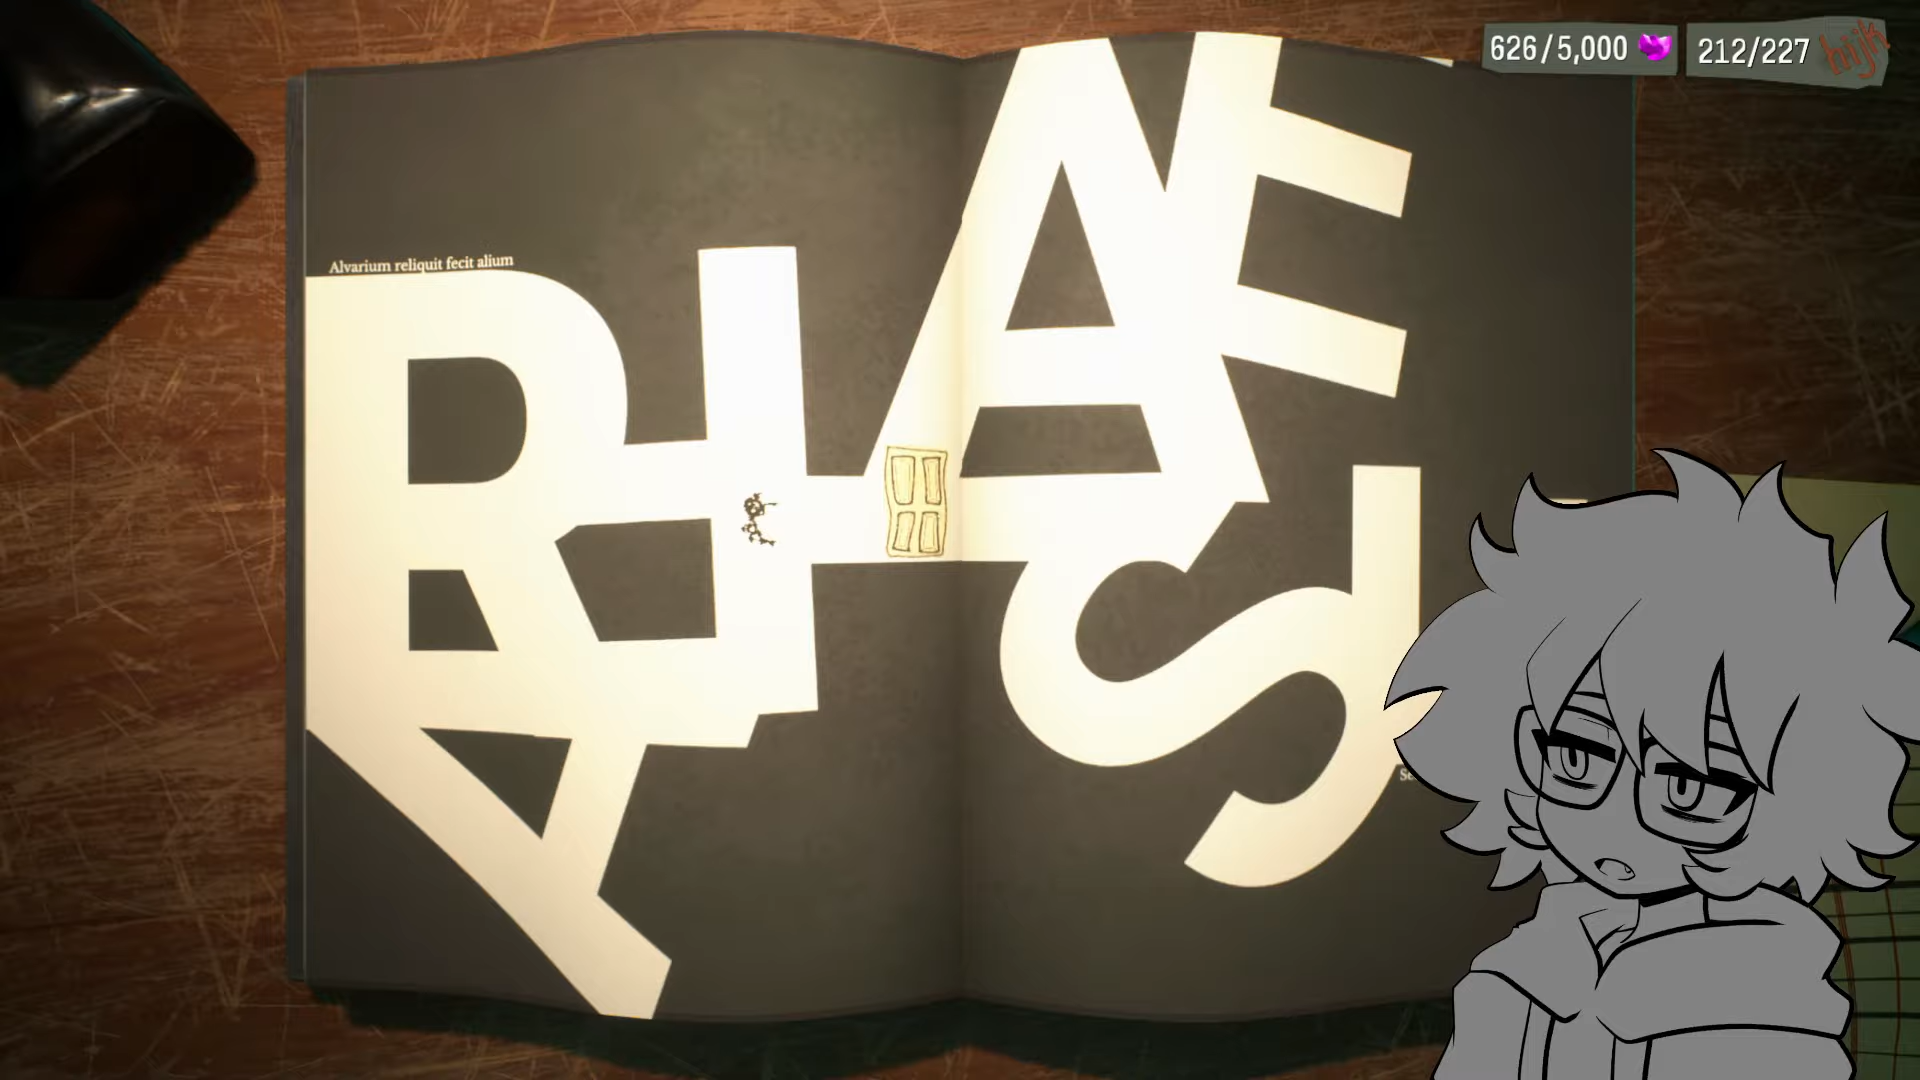 626/5,000
212/227 hijk
Alvarium reliquit fecit alium
R
H
A
E
A
S